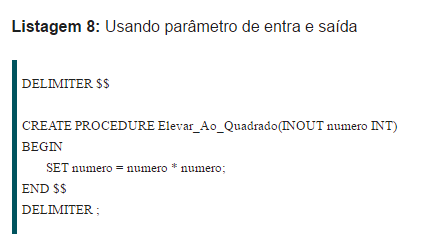 Listagem 8: Usando parâmetro de entra e saída
DELIMITER $$
CREATE PROCEDURE Elevar_Ao_Quadrado(INOUT numero INT)
BEGIN
SET numero = numero * numero;
END $$
DELIMITER ;